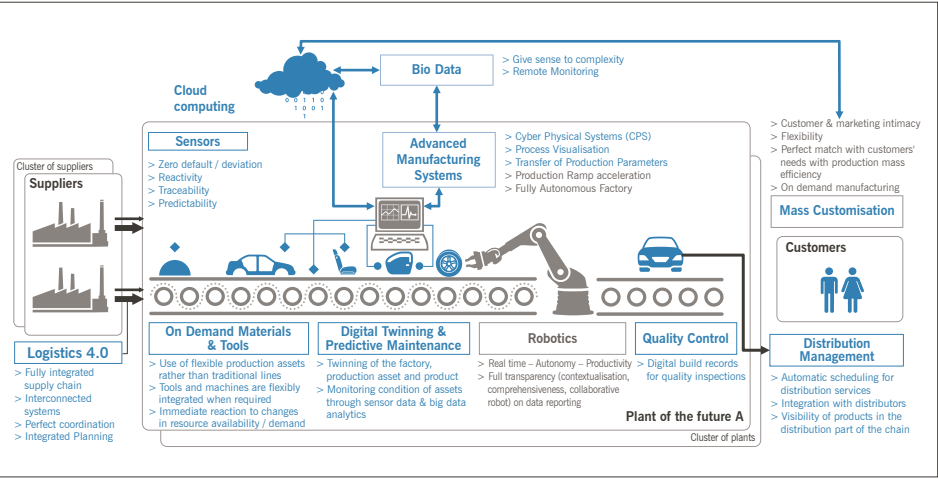 Cloud
computing
0 1 0
0 1 0 1
1 0 0
1
Bio Data
> Give sense to complexity
> Remote Monitoring
Sensors
> Zero default / deviation
> Reactivity
> Traceability
> Predictability
Advanced
Manufacturing
Systems
> Cyber Physical Systems (CPS)
> Process Visualisation
> Transfer of Production Parameters
> Production Ramp acceleration
> Fully Autonomous Factory
> Customer & marketing intimacy
> Flexibility
> Perfect match with customers'
needs with production mass
efficiency
> On demand manufacturing
Mass Customisation
Customers
Cluster of suppliers
Suppliers
Logistics 4.0
> Fully integrated
supply chain
> Interconnected
systems
> Perfect coordination
> Integrated Planning
On Demand Materials
& Tools
> Use of flexible production assets
rather than traditional lines
> Tools and machines are flexibly
integrated when required
> Immediate reaction to changes
in resource availability / demand
Digital Twinning &
Predictive Maintenance
> Twinning of the factory,
production asset and product
> Monitoring condition of assets
through sensor data & big data
analytics
Robotics
> Real time – Autonomy – Productivity
> Full transparency (contextualisation,
comprehensiveness, collaborative
robot) on data reporting
Quality Control
> Digital build records
for quality inspections
Plant of the future A
Cluster of plants
Distribution
Management
> Automatic scheduling for
distribution services
> Integration with distributors
> Visibility of products in the
distribution part of the chain